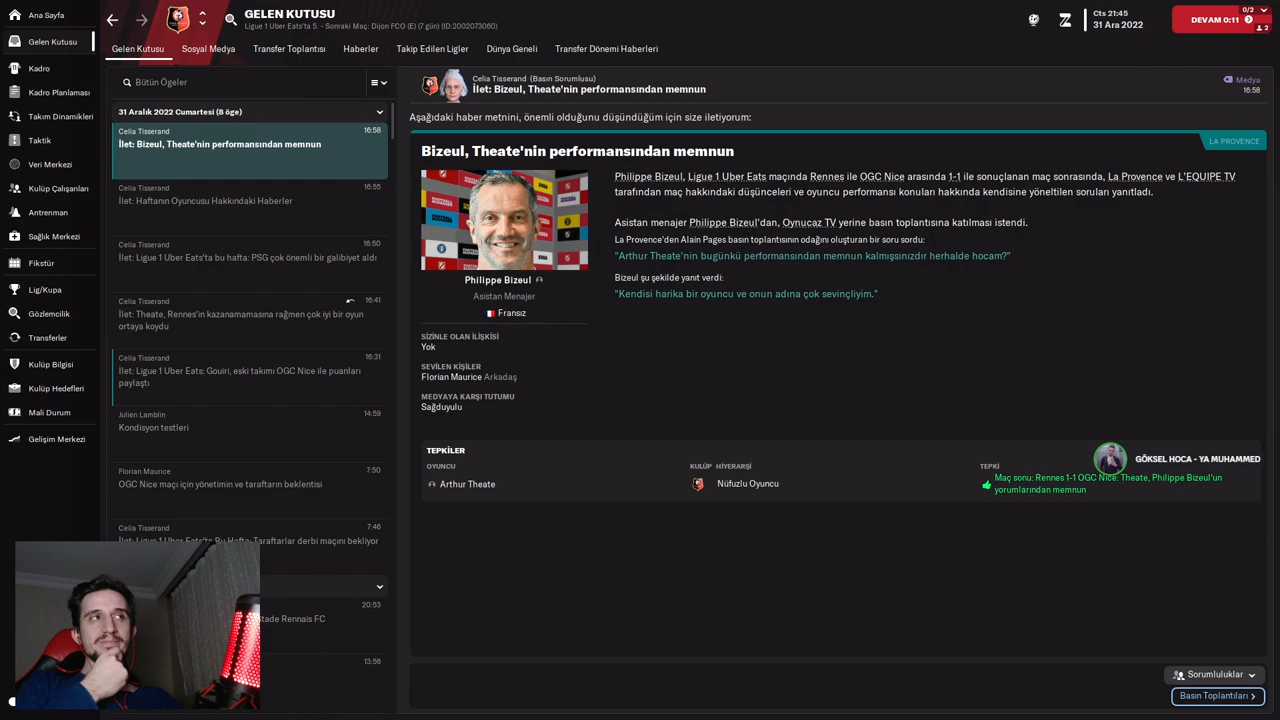 Ana Sayfa
Gelen Kutusu
Kadro
Kadro Planlaması
Takım Dinamikleri
Taktik
Veri Merkezi
Kulüp Çalışanları
Antrenman
Sağlık Merkezi
Fikstür
Lig/Kupa
Gözlemcilik
Transferler
Kulüp Bilgisi
Kulüp Hedefleri
Mali Durum
Gelişim Merkezi
GELEN KUTUSU
Ligue 1 Uber Eats'ta 5. - Sonraki Maç: Dijon FCO (E) (7 gün) (ID:2002073060)
Cts 21:45
31 Ara 2022
DEVAM 0:11
0/2
2
Gelen Kutusu
Sosyal Medya
Transfer Toplantısı
Haberler
Takip Edilen Ligler
Dünya Geneli
Transfer Dönemi Haberleri
Bütün Ögeler
31 Aralık 2022 Cumartesi (8 öge)
Celia Tisserand 16:58
İlet: Bizeul, Theate'nin performansından memnun
Celia Tisserand 16:55
İlet: Haftanın Oyuncusu Hakkındaki Haberler
Celia Tisserand 16:50
İlet: Ligue 1 Uber Eats'ta bu hafta: PSG çok önemli bir galibiyet aldı
Celia Tisserand 16:41
İlet: Theate, Rennes'in kazanamamasına rağmen çok iyi bir oyun
ortaya koydu
Celia Tisserand 16:31
İlet: Ligue 1 Uber Eats: Gouiri, eski takımı OGC Nice ile puanları
paylaştı
Julien Lamblin 14:59
Kondisyon testleri
Florian Maurice 7:50
OGC Nice maçı için yönetimin ve taraftarın beklentisi
Celia Tisserand 7:46
İlet: Ligue 1 Uber Eats'ta Bu Hafta: Taraftarlar derbi maçını bekliyor
20:53
tade Rennais FC
13:56
Celia Tisserand (Basın Sorumlusu)
İlet: Bizeul, Theate'nin performansından memnun
Medya
16:58
Aşağıdaki haber metnini, önemli olduğunu düşündüğüm için size iletiyorum:
LA PROVENCE
Bizeul, Theate'nin performansından memnun
Philippe Bizeul
Asistan Menajer
Fransız
SİZİNLE OLAN İLİŞKİSİ
Yok
SEVİLEN KİŞİLER
Florian Maurice Arkadaş
MEDYAYA KARŞI TUTUMU
Sağduyulu
Philippe Bizeul, Ligue 1 Uber Eats maçında Rennes ile OGC Nice arasında 1-1 ile sonuçlanan maç sonrasında, La Provence ve L'EQUIPE TV
tarafından maç hakkındaki düşünceleri ve oyuncu performansı konuları hakkında kendisine yöneltilen soruları yanıtladı.
Asistan menajer Philippe Bizeul'dan, Oynucaz TV yerine basın toplantısına katılması istendi.
La Provence'den Alain Pages basın toplantısının odağını oluşturan bir soru sordu:
"Arthur Theate'nin bugünkü performansından memnun kalmışsınızdır herhalde hocam?"
Bizeul şu şekilde yanıt verdi:
"Kendisi harika bir oyuncu ve onun adına çok sevinçliyim."
TEPKİLER
OYUNCU
KULÜP HİYERARŞİ
TEPKİ
Arthur Theate
Nüfuzlu Oyuncu
GÖKSEL HOCA - YA MUHAMMED
Maç sonu: Rennes 1-1 OGC Nice: Theate, Philippe Bizeul'un
yorumlarından memnun
Sorumluluklar
Basın Toplantıları